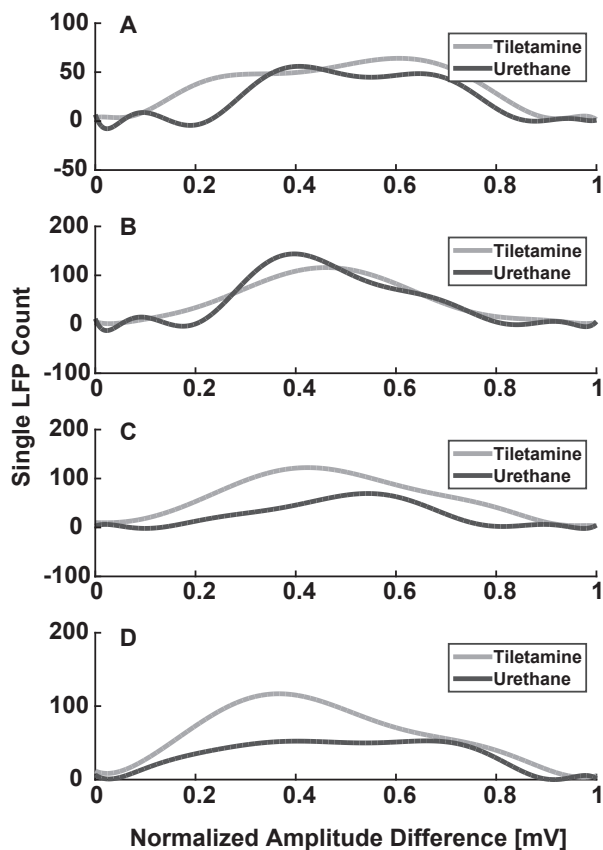 A
Tiletamine
Urethane
100
50
0
-50
0 0.2 0.4 0.6 0.8 1
B
Tiletamine
Urethane
200
100
0
-100
0 0.2 0.4 0.6 0.8 1
Single LFP Count
C
Tiletamine
Urethane
200
100
0
-100
0 0.2 0.4 0.6 0.8 1
D
Tiletamine
Urethane
200
100
0
0 0.2 0.4 0.6 0.8 1
Normalized Amplitude Difference [mV]